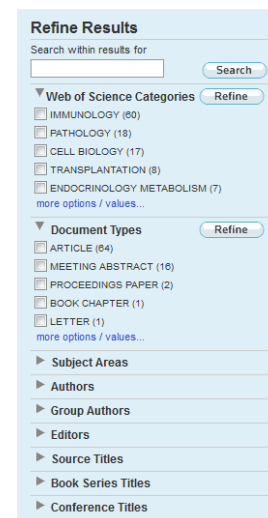 Refine Results
Search within results for
Search
Web of Science Categories Refine
IMMUNOLOGY (60)
PATHOLOGY (18)
CELL BIOLOGY (17)
TRANSPLANTATION (8)
ENDOCRINOLOGY METABOLISM (7)
more options / values...
Document Types Refine
ARTICLE (64)
MEETING ABSTRACT (16)
PROCEEDINGS PAPER (2)
BOOK CHAPTER (1)
LETTER (1)
more options / values...
Subject Areas
Authors
Group Authors
Editors
Source Titles
Book Series Titles
Conference Titles